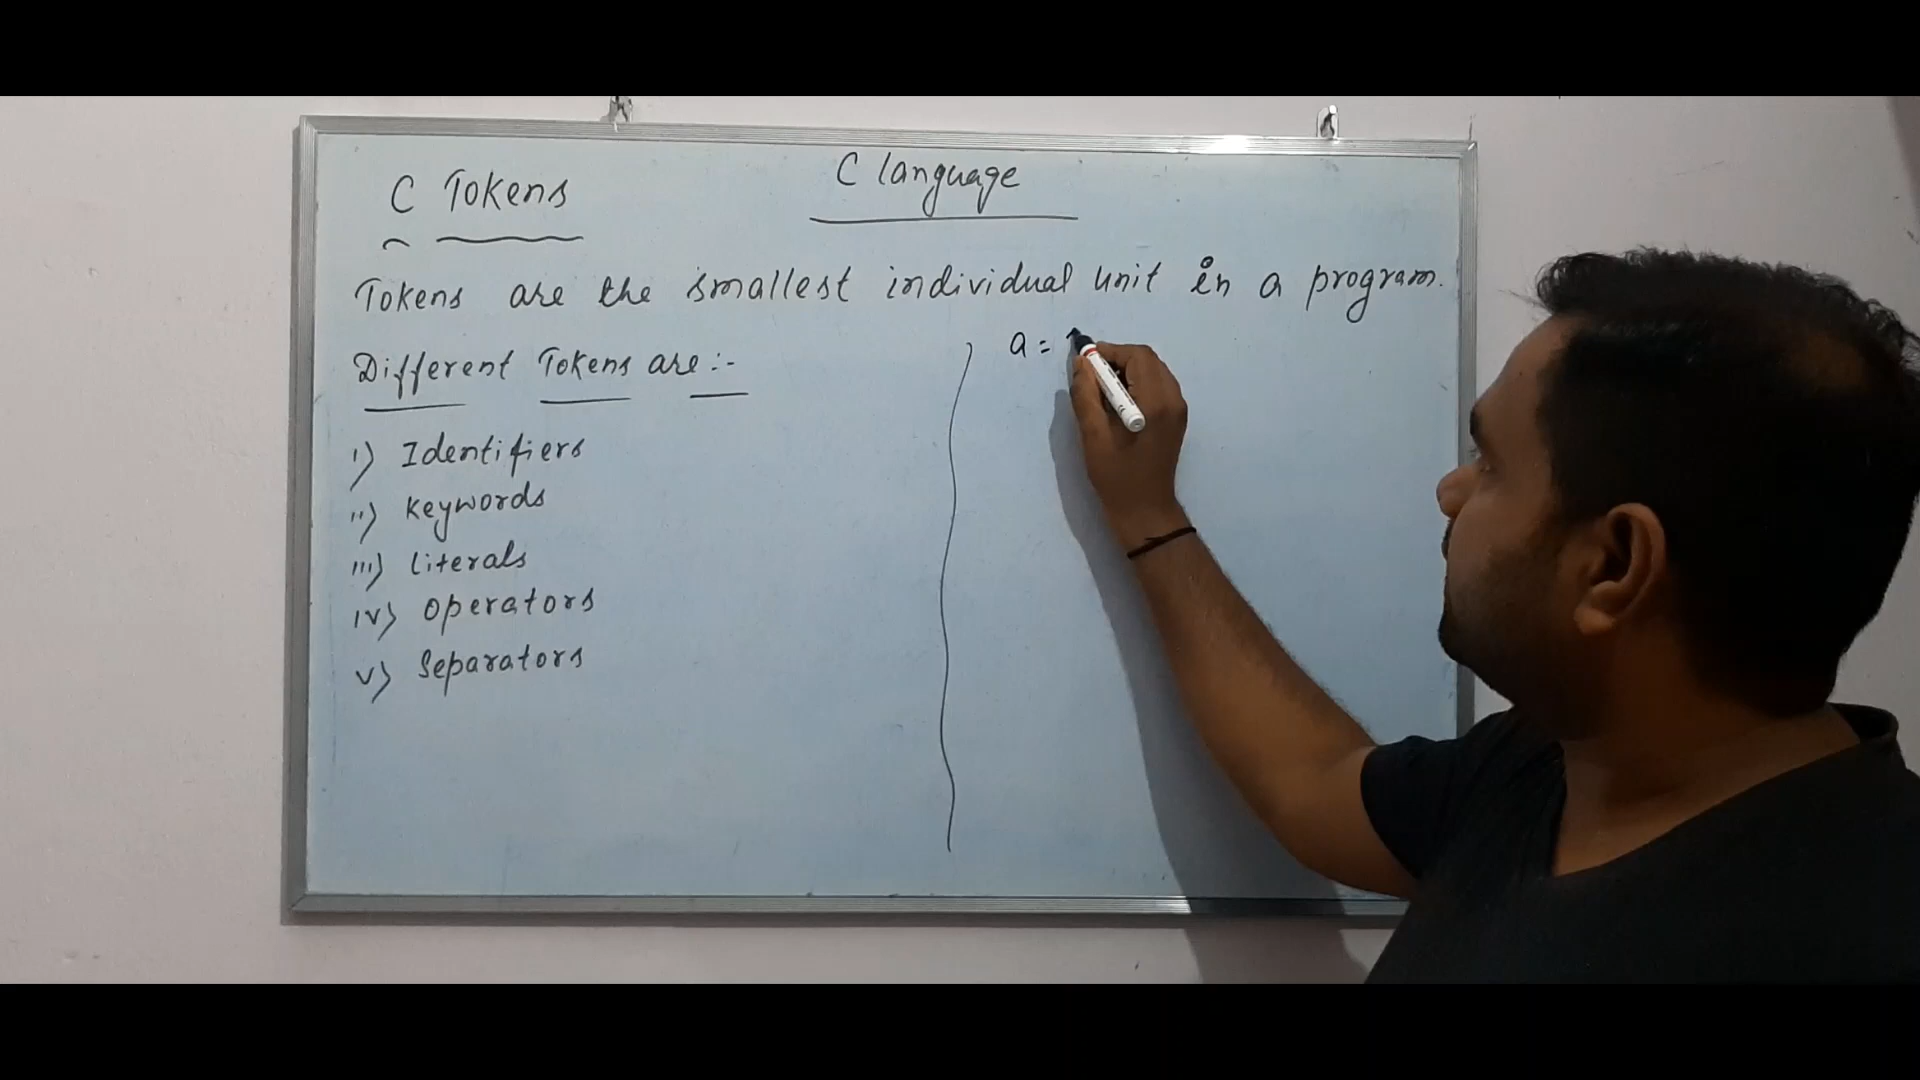 C Tokens
C language
Tokens are the smallest individual unit in a program.
Different Tokens are :-
i) Identifiers
ii) Keywords
iii) Literals
iv) Operators
v) Separators
a =